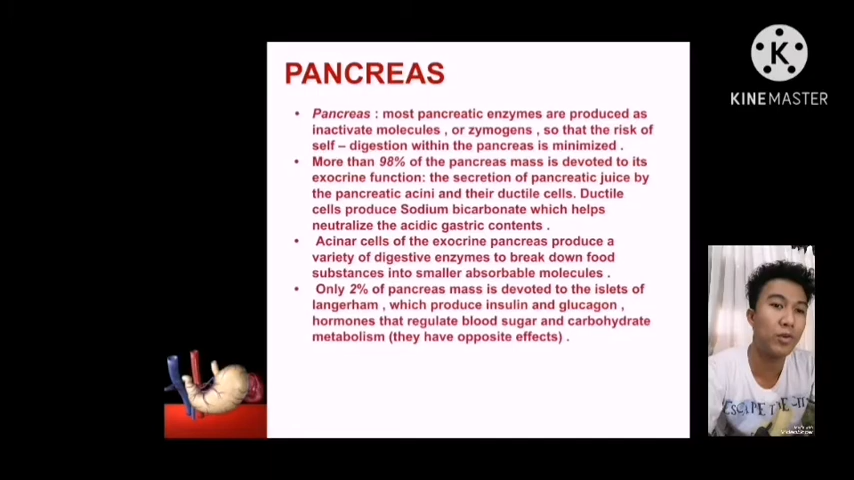 PANCREAS
• Pancreas : most pancreatic enzymes are produced as
inactivate molecules , or zymogens , so that the risk of
self – digestion within the pancreas is minimized .
• More than 98% of the pancreas mass is devoted to its
exocrine function: the secretion of pancreatic juice by
the pancreatic acini and their ductile cells. Ductile
cells produce Sodium bicarbonate which helps
neutralize the acidic gastric contents .
• Acinar cells of the exocrine pancreas produce a
variety of digestive enzymes to break down food
substances into smaller absorbable molecules .
• Only 2% of pancreas mass is devoted to the islets of
langerham , which produce insulin and glucagon ,
hormones that regulate blood sugar and carbohydrate
metabolism (they have opposite effects) .
K
KINEMASTER
ESCAPE THE CITY
VideoShow